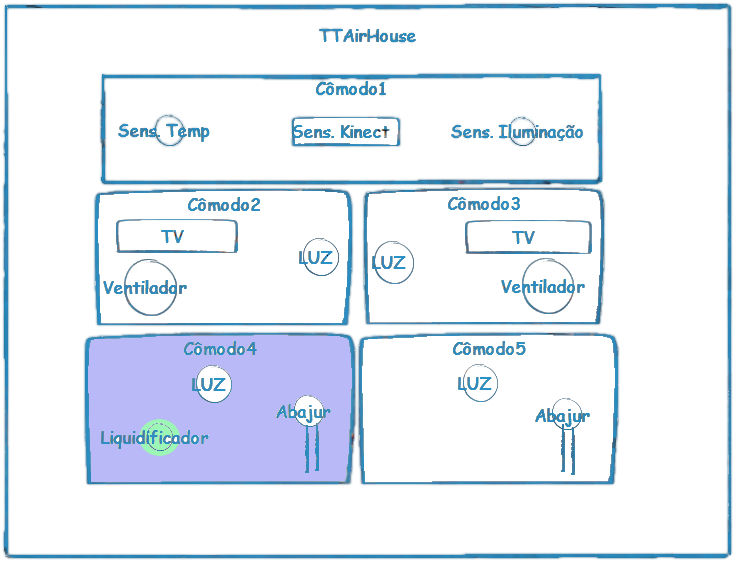 TTAirHouse
Cômodo1
Sens. Temp
Sens. Kinect
Sens. Iluminação
Cômodo2
TV
LUZ
Ventilador
Cômodo3
TV
LUZ
Ventilador
Cômodo4
LUZ
Abajur
Liquidificador
Cômodo5
LUZ
Abajur